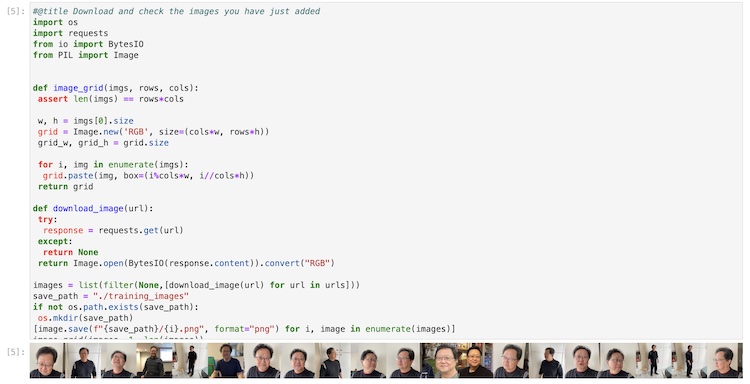 [5]: #@title Download and check the images you have just added
import os
import requests
from io import BytesIO
from PIL import Image
def image_grid(imgs, rows, cols):
 assert len(imgs) == rows*cols
 w, h = imgs[0].size
 grid = Image.new('RGB', size=(cols*w, rows*h))
 grid_w, grid_h = grid.size
 for i, img in enumerate(imgs):
  grid.paste(img, box=(i%cols*w, i//cols*h))
 return grid
def download_image(url):
 try:
  response = requests.get(url)
 except:
  return None
 return Image.open(BytesIO(response.content)).convert("RGB")
images = list(filter(None,[download_image(url) for url in urls]))
save_path = "./training_images"
if not os.path.exists(save_path):
 os.mkdir(save_path)
[image.save(f"{save_path}/{i}.png", format="png") for i, image in enumerate(images)]
[5]: